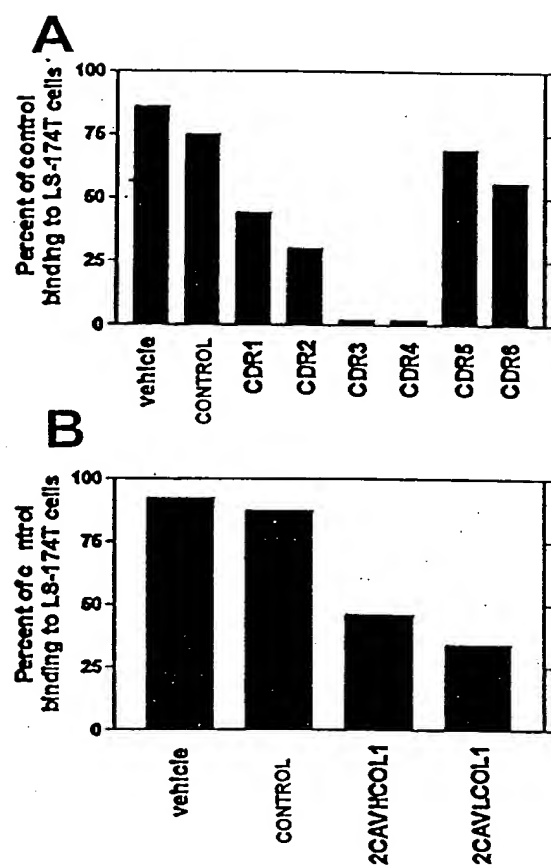 A
Percent of control
binding to LS-174T cells
100
75
50
25
0
vehicle
CONTROL
CDR1
CDR2
CDR3
CDR4
CDR5
CDR6
B
Percent of c ntrol
binding to LS-174T cells
100
75
50
25
0
vehicle
CONTROL
2CAVHCOL1
2CAVLCOL1